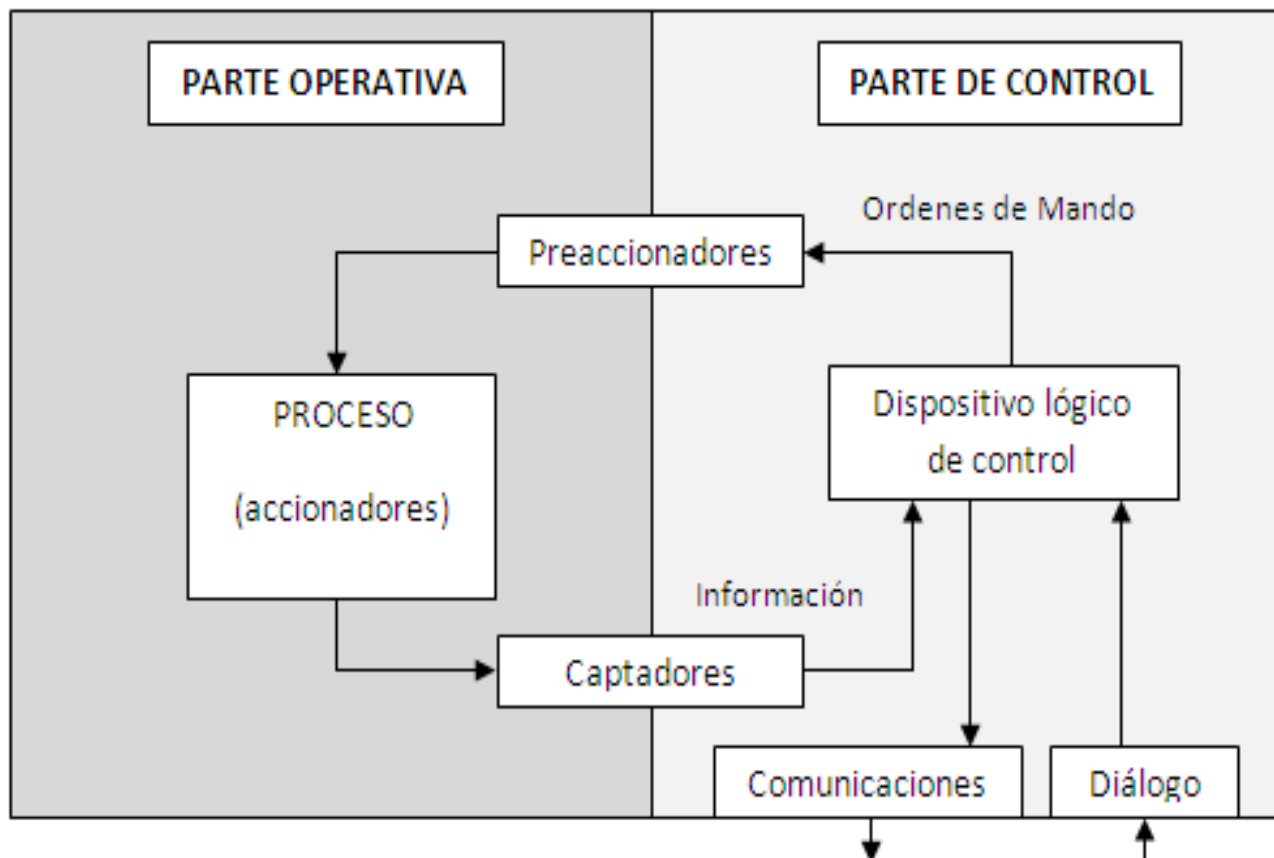 PARTE OPERATIVA
PARTE DE CONTROL
Ordenes de Mando
Preaccionadores
PROCESO
(accionadores)
Dispositivo lógico
de control
Información
Captadores
Comunicaciones
Diálogo